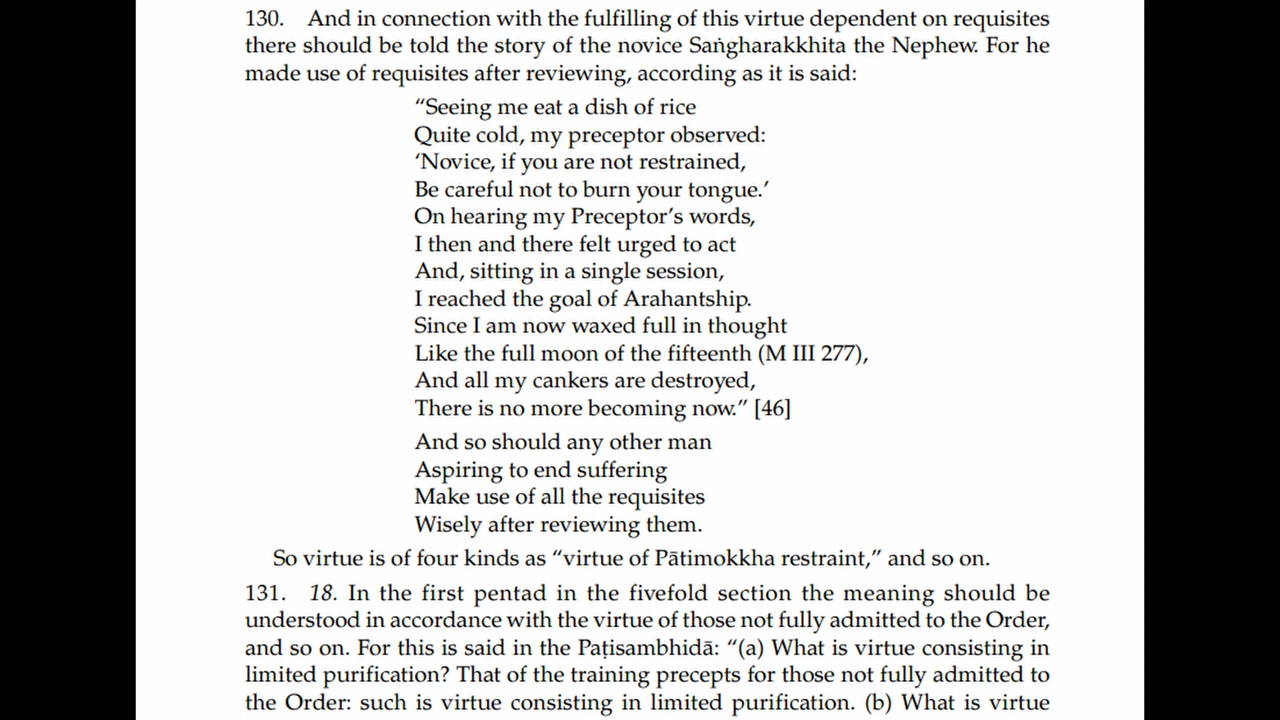 130. And in connection with the fulfilling of this virtue dependent on requisites
there should be told the story of the novice Saṅgharakkhita the Nephew. For he
made use of requisites after reviewing, according as it is said:
“Seeing me eat a dish of rice
Quite cold, my preceptor observed:
‘Novice, if you are not restrained,
Be careful not to burn your tongue.’
On hearing my Preceptor’s words,
I then and there felt urged to act
And, sitting in a single session,
I reached the goal of Arahantship.
Since I am now waxed full in thought
Like the full moon of the fifteenth (M III 277),
And all my cankers are destroyed,
There is no more becoming now.” [46]
And so should any other man
Aspiring to end suffering
Make use of all the requisites
Wisely after reviewing them.
So virtue is of four kinds as “virtue of Pātimokkha restraint,” and so on.
131. 18. In the first pentad in the fivefold section the meaning should be
understood in accordance with the virtue of those not fully admitted to the Order,
and so on. For this is said in the Paṭisambhidā: “(a) What is virtue consisting in
limited purification? That of the training precepts for those not fully admitted to
the Order: such is virtue consisting in limited purification. (b) What is virtue